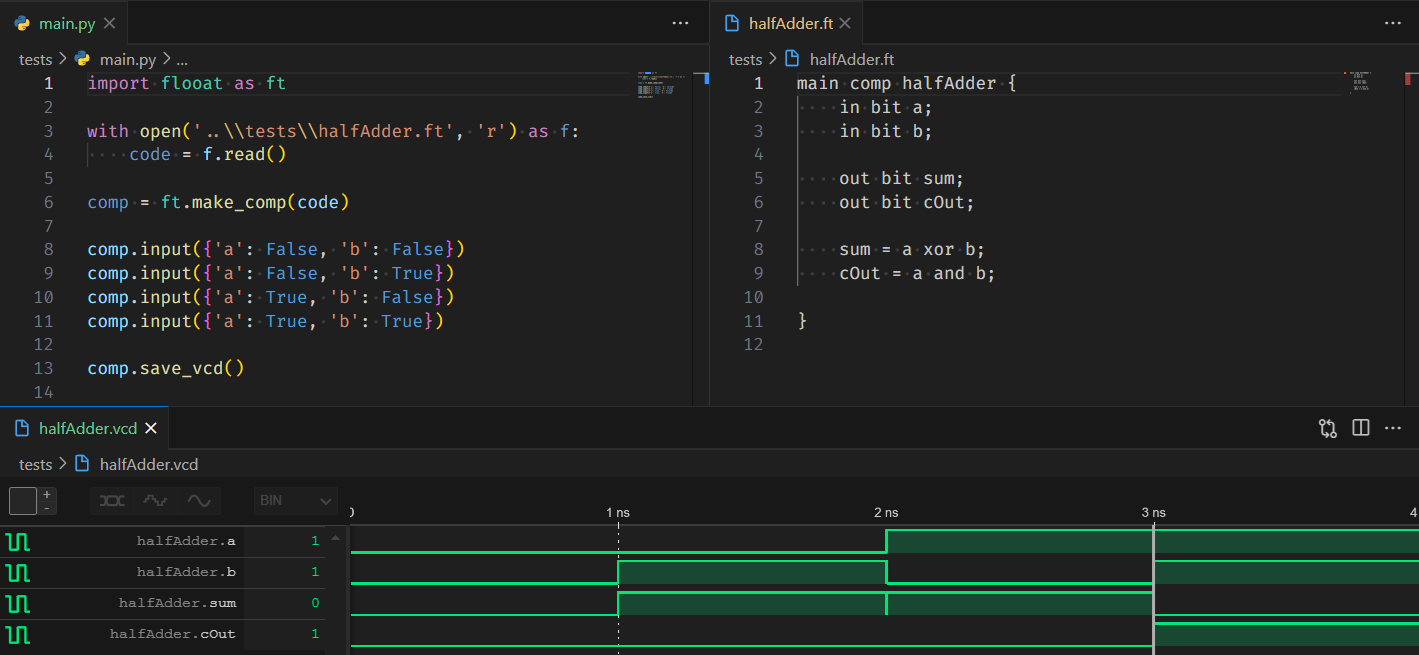 main.py
tests > main.py > ...
1 import flooat as ft
2
3 with open('..\\tests\\halfAdder.ft', 'r') as f:
4     code = f.read()
5
6 comp = ft.make_comp(code)
7
8 comp.input({'a': False, 'b': False})
9 comp.input({'a': False, 'b': True})
10 comp.input({'a': True, 'b': False})
11 comp.input({'a': True, 'b': True})
12
13 comp.save_vcd()
14
halfAdder.ft
tests > halfAdder.ft
1 main comp halfAdder {
2     in bit a;
3     in bit b;
4
5     out bit sum;
6     out bit cOut;
7
8     sum = a xor b;
9     cOut = a and b;
10
11 }
12
halfAdder.vcd
tests > halfAdder.vcd
+
-
BIN
0 1 ns 2 ns 3 ns 4
halfAdder.a 1
halfAdder.b 1
halfAdder.sum 0
halfAdder.cOut 1